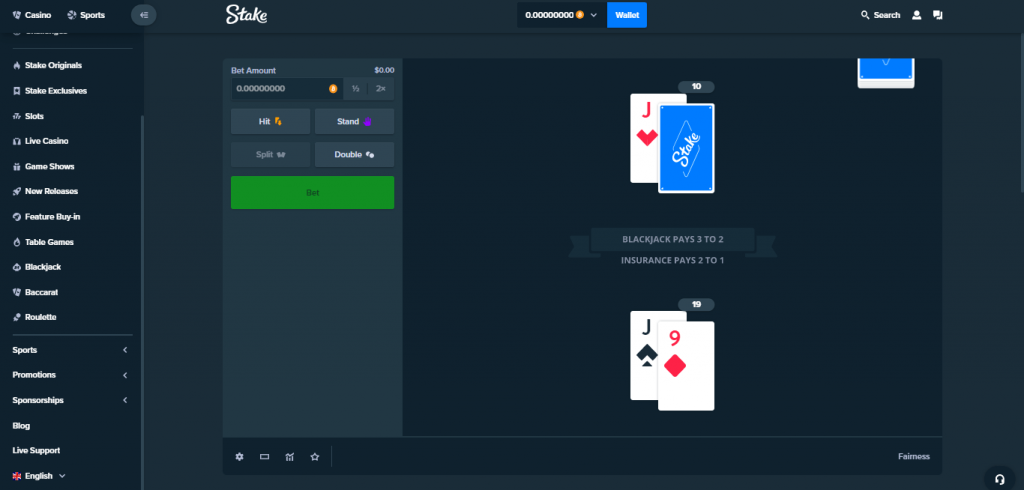 Casino
Sports
Stake
0.00000000
Wallet
Search
Challenges
Stake Originals
Stake Exclusives
Slots
Live Casino
Game Shows
New Releases
Feature Buy-in
Table Games
Blackjack
Baccarat
Roulette
Sports
Promotions
Sponsorships
Blog
Live Support
English
Bet Amount
$0.00
0.00000000
½
2×
Hit
Stand
Split
Double
Bet
10
J
Stake
BLACKJACK PAYS 3 TO 2
INSURANCE PAYS 2 TO 1
19
J
9
Fairness